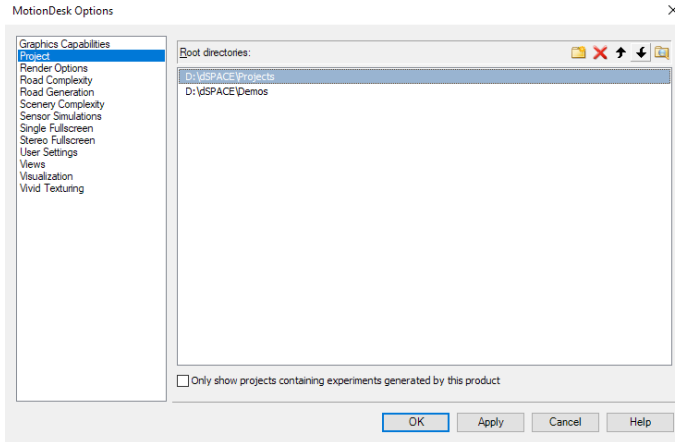 MotionDesk Options
Graphics Capabilities
Project
Render Options
Road Complexity
Road Generation
Scenery Complexity
Sensor Simulations
Single Fullscreen
Stereo Fullscreen
User Settings
Views
Visualization
Vivid Texturing
Root directories:
D:\dSPACE\Projects
D:\dSPACE\Demos
Only show projects containing experiments generated by this product
OK
Apply
Cancel
Help